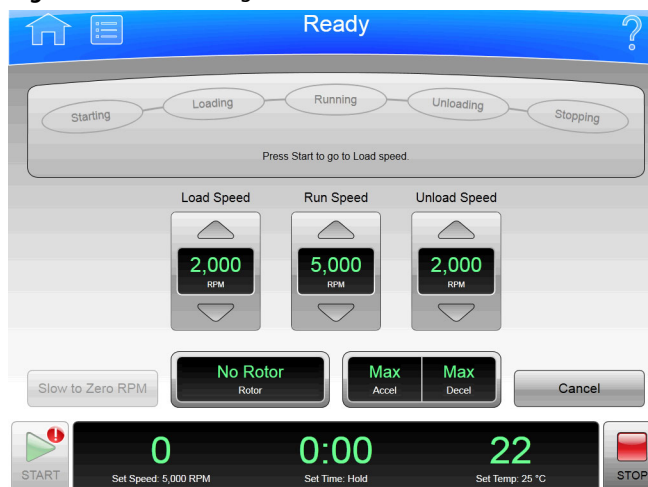 Ready
?
Starting
Loading
Running
Unloading
Stopping
Press Start to go to Load speed.
Load Speed Run Speed Unload Speed
2,000 5,000 2,000
RPM RPM RPM
Slow to Zero RPM
No Rotor
Rotor
Max Max
Accel Decel
Cancel
START
0 0:00 22
Set Speed: 5,000 RPM Set Time: Hold Set Temp: 25 °C
STOP